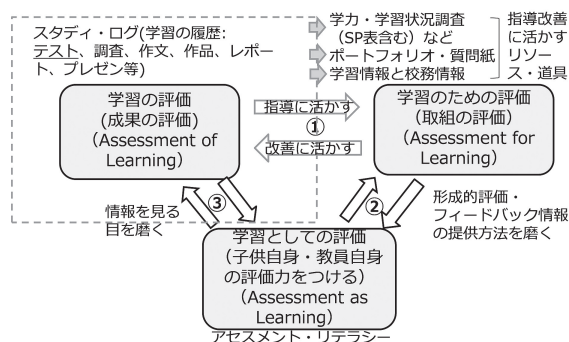 スタディ・ログ(学習の履歴:
テスト、調査、作文、作品、レポー
ト、プレゼン等)
学力・学習状況調査
（SP表含む）など
ポートフォリオ・質問紙
学習情報と校務情報
指導改善
に活かす
リソー
ス・道具
学習の評価
(成果の評価)
（Assessment of
Learning）
指導に活かす
①
改善に活かす
学習のための評価
（取組の評価）
（Assessment for
Learning）
③
②
情報を見る
目を磨く
形成的評価・
フィードバック情報
の提供方法を磨く
学習としての評価
（子供自身・教員自身
の評価力をつける）
（Assessment as
Learning）
アセスメント・リテラシー